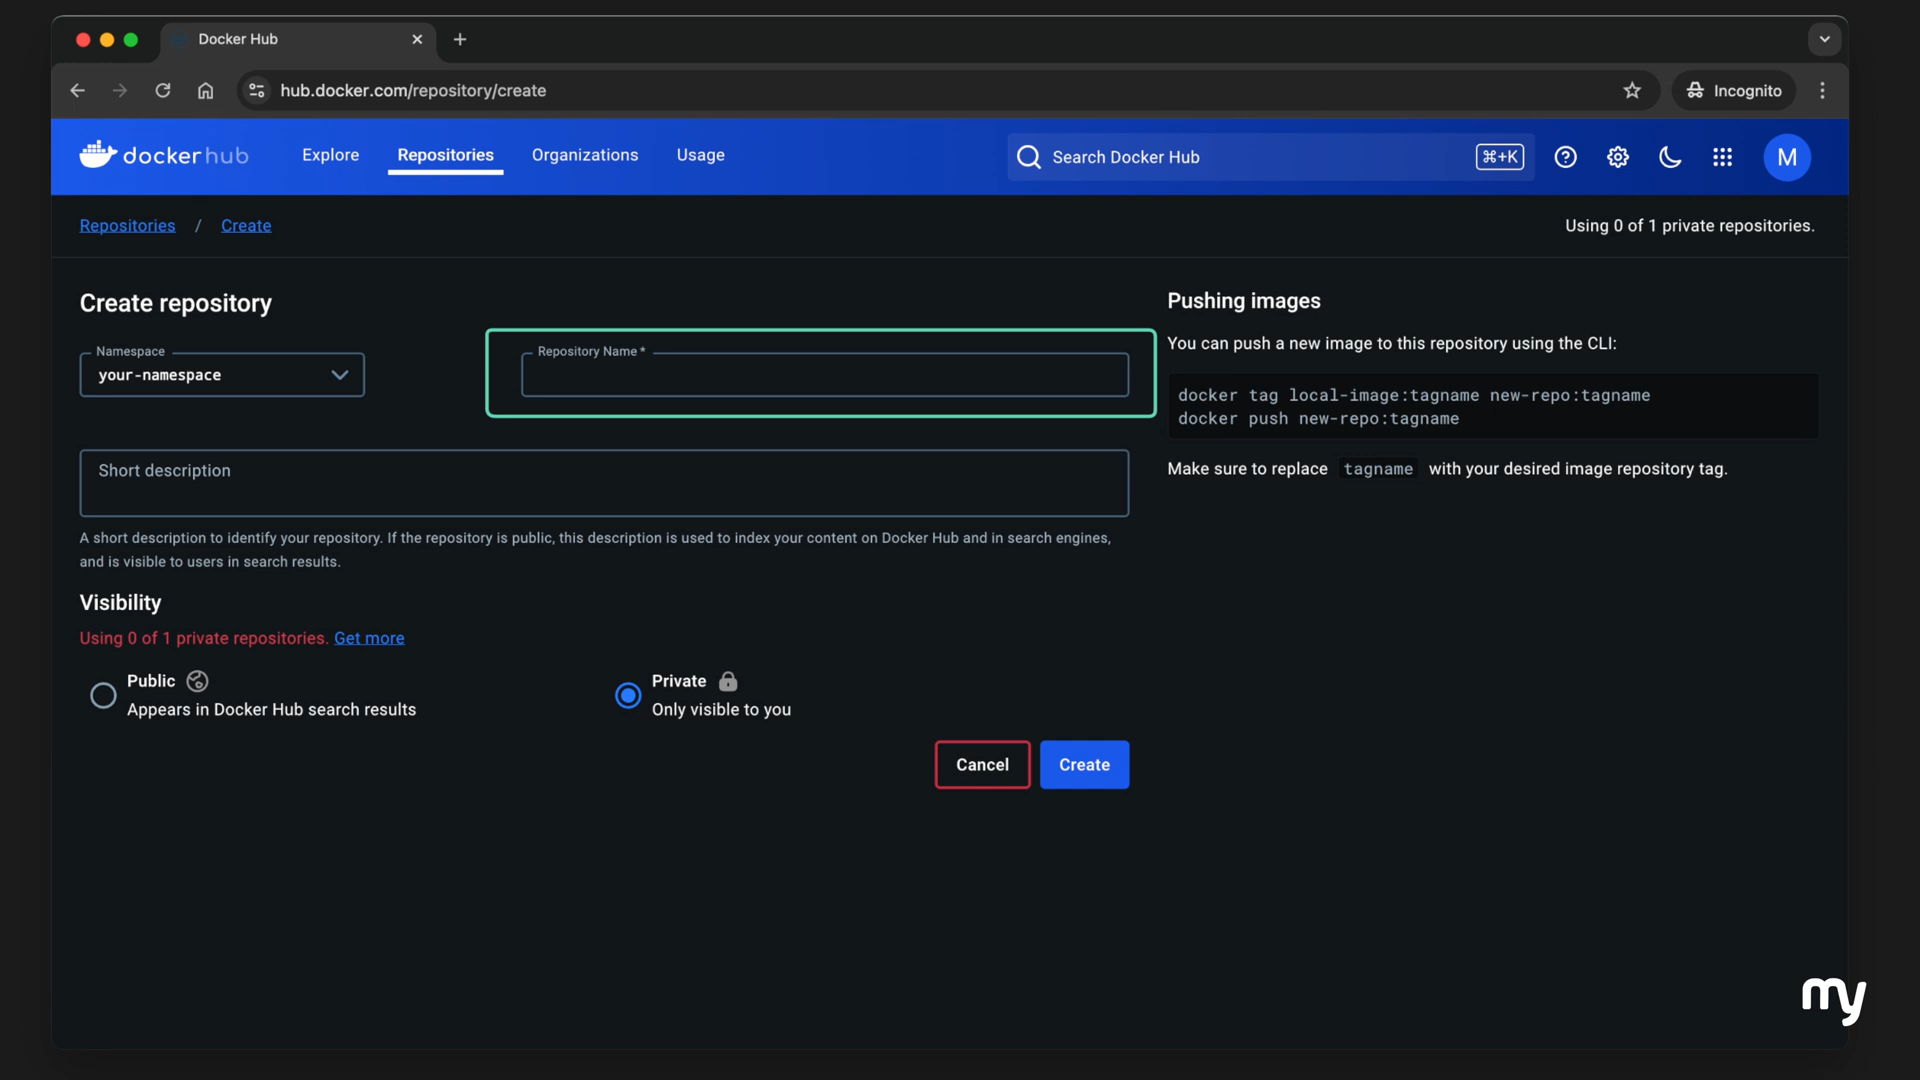 Docker Hub
hub.docker.com/repository/create
Incognito
dockerhub
Explore
Repositories
Organizations
Usage
Search Docker Hub
⌘+K
M
Repositories / Create
Using 0 of 1 private repositories.
Create repository
Namespace
your-namespace
Repository Name *
Short description
A short description to identify your repository. If the repository is public, this description is used to index your content on Docker Hub and in search engines,
and is visible to users in search results.
Visibility
Using 0 of 1 private repositories. Get more
Public
Appears in Docker Hub search results
Private
Only visible to you
Cancel
Create
Pushing images
You can push a new image to this repository using the CLI:
docker tag local-image:tagname new-repo:tagname
docker push new-repo:tagname
Make sure to replace tagname with your desired image repository tag.
my